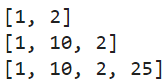 [1, 2]
[1, 10, 2]
[1, 10, 2, 25]